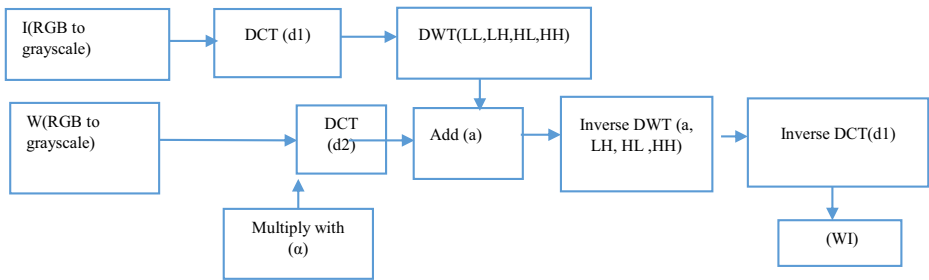 I(RGB to
grayscale)
DCT (d1)
DWT(LL,LH,HL,HH)
W(RGB to
grayscale)
DCT
(d2)
Add (a)
Inverse DWT (a,
LH, HL ,HH)
Inverse DCT(d1)
Multiply with
(α)
(WI)